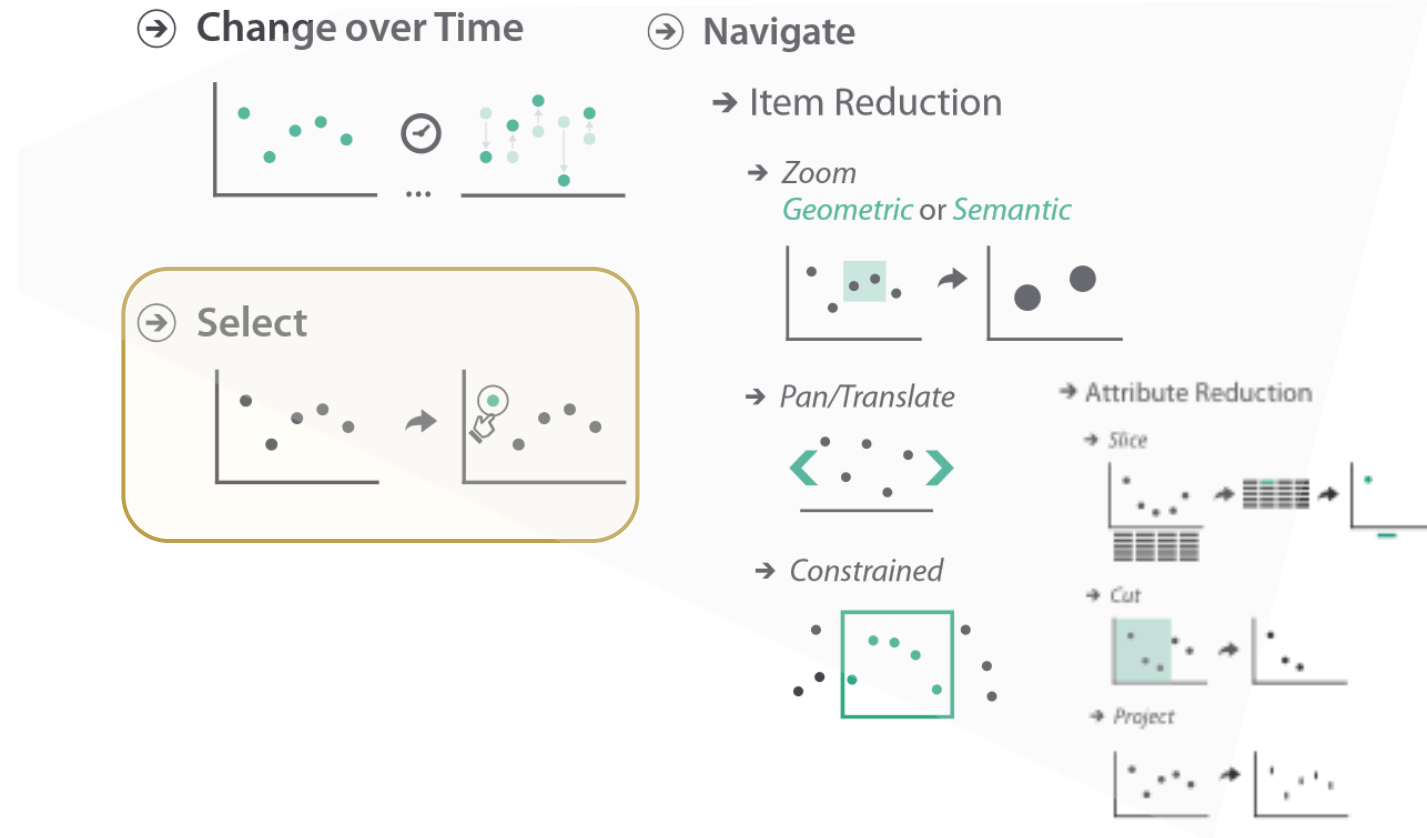 Change over Time
...
Select
Navigate
Item Reduction
Zoom
Geometric or Semantic
Pan/Translate
Constrained
Attribute Reduction
Slice
Cut
Project